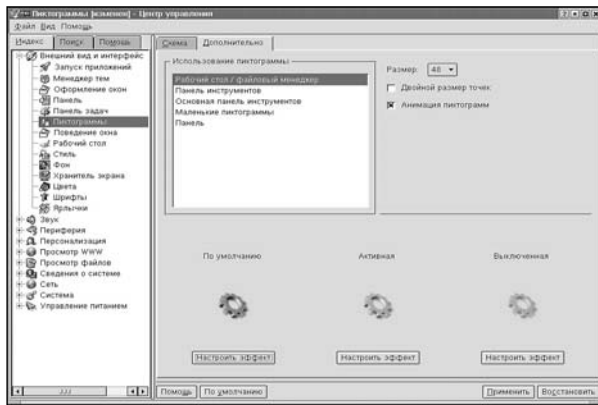 Пиктограммы [изменен] - Центр управления
Файл Вид Помощь
Индекс Поиск Помощь
Внешний вид и интерфейс
Запуск приложений
Менеджер тем
Оформление окон
Панель
Панель задач
Пиктограммы
Поведение окна
Рабочий стол
Стиль
Фон
Хранитель экрана
Цвета
Шрифты
Ярлычки
Звук
Периферия
Персонализация
Просмотр WWW
Просмотр файлов
Сведения о системе
Сеть
Система
Управление питанием
Схема Дополнительно
Использование пиктограммы
Рабочий стол / файловый менеджер
Панель инструментов
Основная панель инструментов
Маленькие пиктограммы
Панель
Размер: 48
Двойной размер точек
Анимация пиктограмм
По умолчанию Активная Выключенная
Настроить эффект Настроить эффект Настроить эффект
Помощь По умолчанию Применить Восстановить